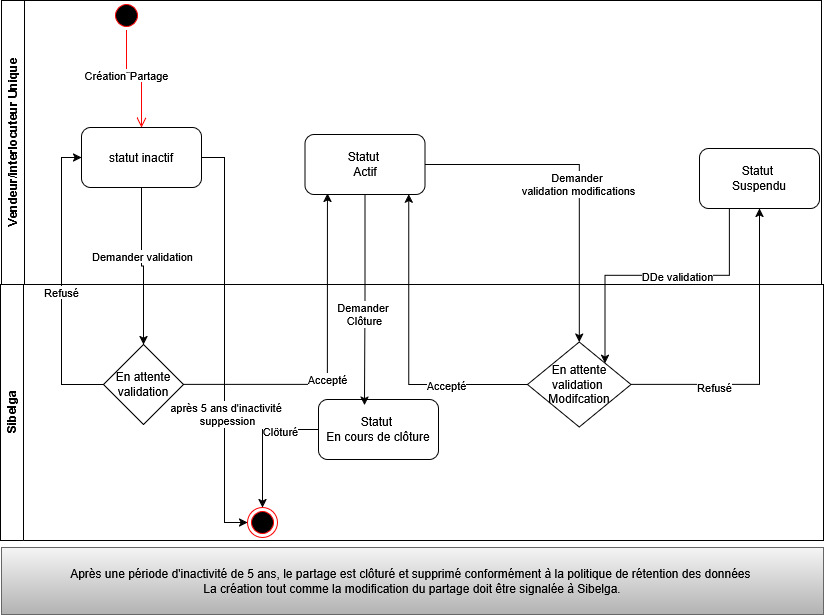 Vendeur/Interlocuteur Unique
Création Partage
statut inactif
Statut
Actif
Statut
Suspendu
Demander
validation modifications
Demander validation
DDe validation
Refusé
Demander
Clôture
Sibelga
En attente
validation
Accepté
En attente
validation
Modifcation
Accepté
Refusé
après 5 ans d'inactivité
suppession
Statut
En cours de clôture
Clôturé
Après une période d'inactivité de 5 ans, le partage est clôturé et supprimé conformément à la politique de rétention des données
La création tout comme la modification du partage doit être signalée à Sibelga.